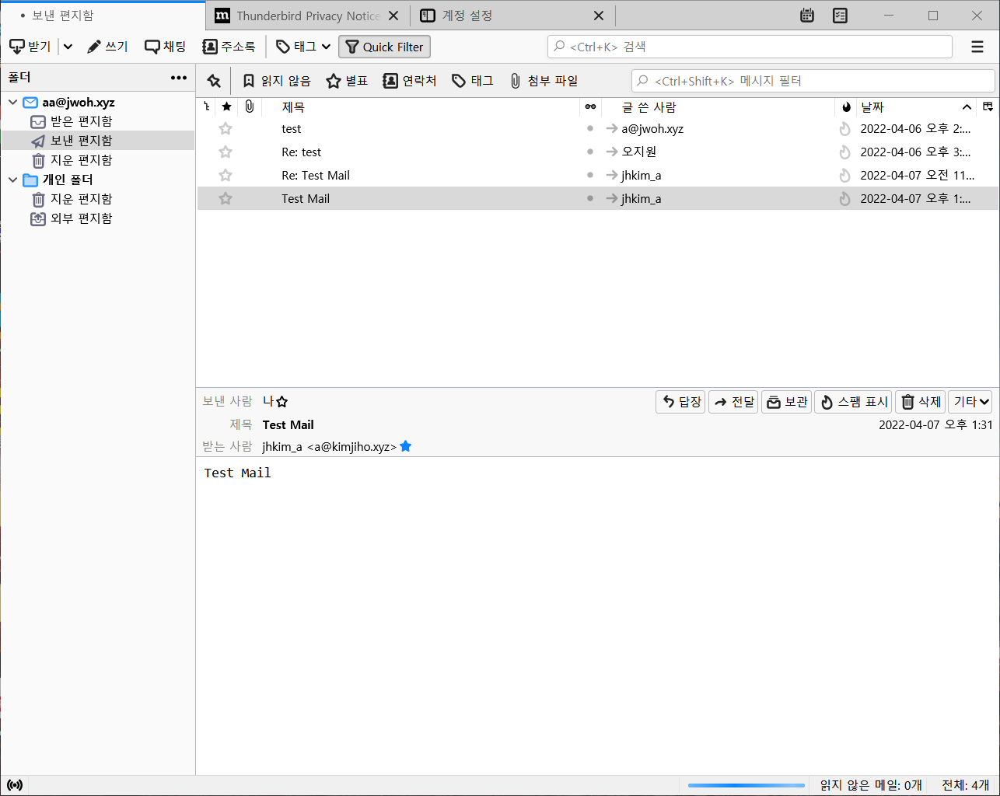 보낸 편지함
Thunderbird Privacy Notice
계정 설정
받기
쓰기
채팅
주소록
태그
Quick Filter
<Ctrl+K> 검색
폴더
읽지 않음
별표
연락처
태그
첨부 파일
<Ctrl+Shift+K> 메시지 필터
aa@jwoh.xyz
받은 편지함
보낸 편지함
지운 편지함
개인 폴더
지운 편지함
외부 편지함
제목 글 쓴 사람 날짜
test a@jwoh.xyz 2022-04-06 오후 2:...
Re: test 오지원 2022-04-06 오후 3:...
Re: Test Mail jhkim_a 2022-04-07 오전 11...
Test Mail jhkim_a 2022-04-07 오후 1:...
보낸 사람 나
답장 전달 보관 스팸 표시 삭제 기타
제목 Test Mail 2022-04-07 오후 1:31
받는 사람 jhkim_a <a@kimjiho.xyz>
Test Mail
읽지 않은 메일: 0개 전체: 4개